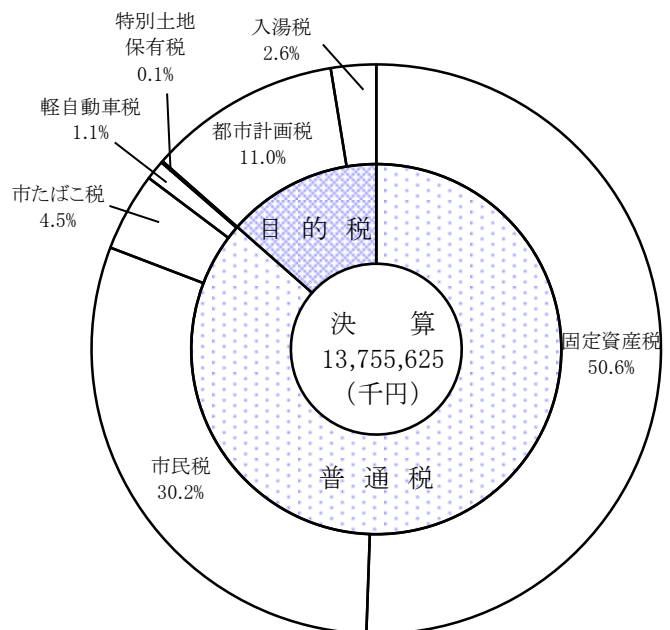 特別土地
保有税
0.1%
入湯税
2.6%
軽自動車税
1.1%
都市計画税
11.0%
市たばこ税
4.5%
目的税
決　算
13,755,625
（千円）
固定資産税
50.6%
市民税
30.2%
普通税